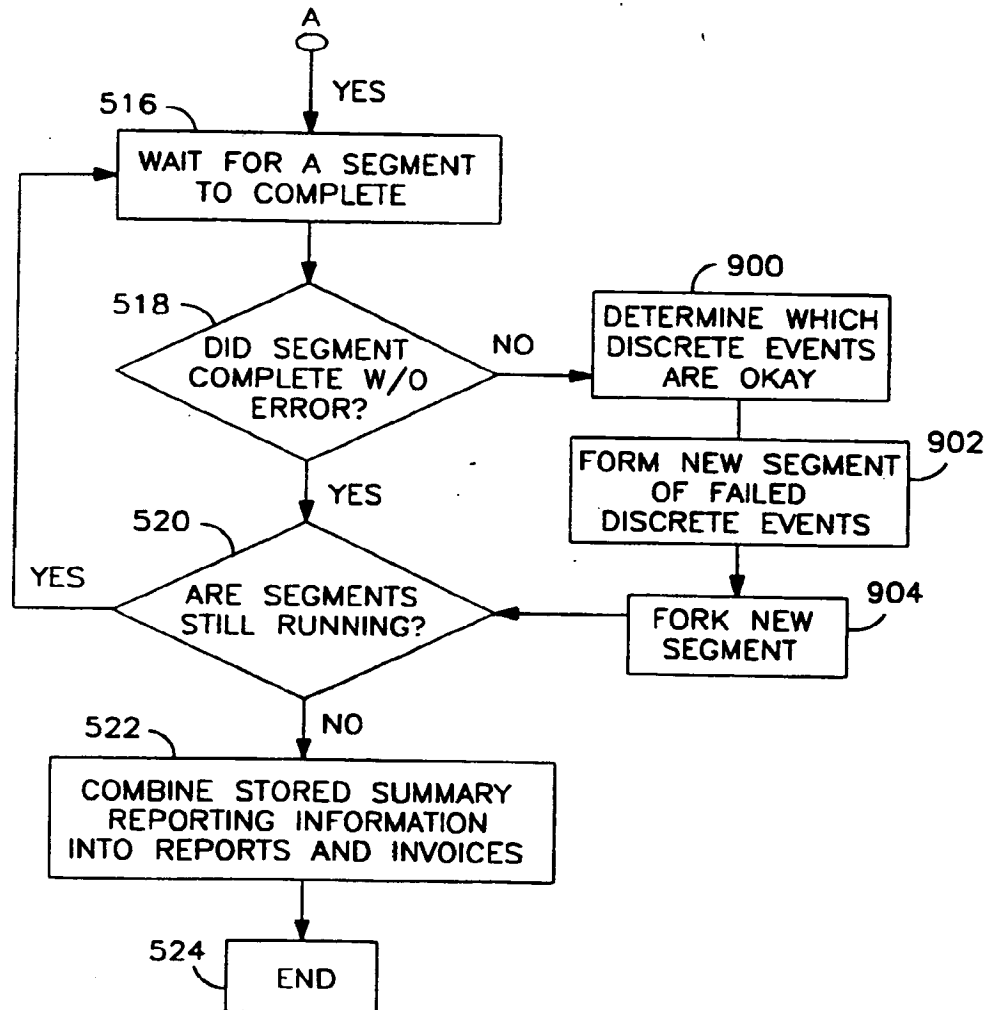 A
YES
516
WAIT FOR A SEGMENT
TO COMPLETE
518
DID SEGMENT
COMPLETE W/O
ERROR?
NO
900
DETERMINE WHICH
DISCRETE EVENTS
ARE OKAY
902
FORM NEW SEGMENT
OF FAILED
DISCRETE EVENTS
904
FORK NEW
SEGMENT
YES
520
YES
ARE SEGMENTS
STILL RUNNING?
NO
522
COMBINE STORED SUMMARY
REPORTING INFORMATION
INTO REPORTS AND INVOICES
524
END